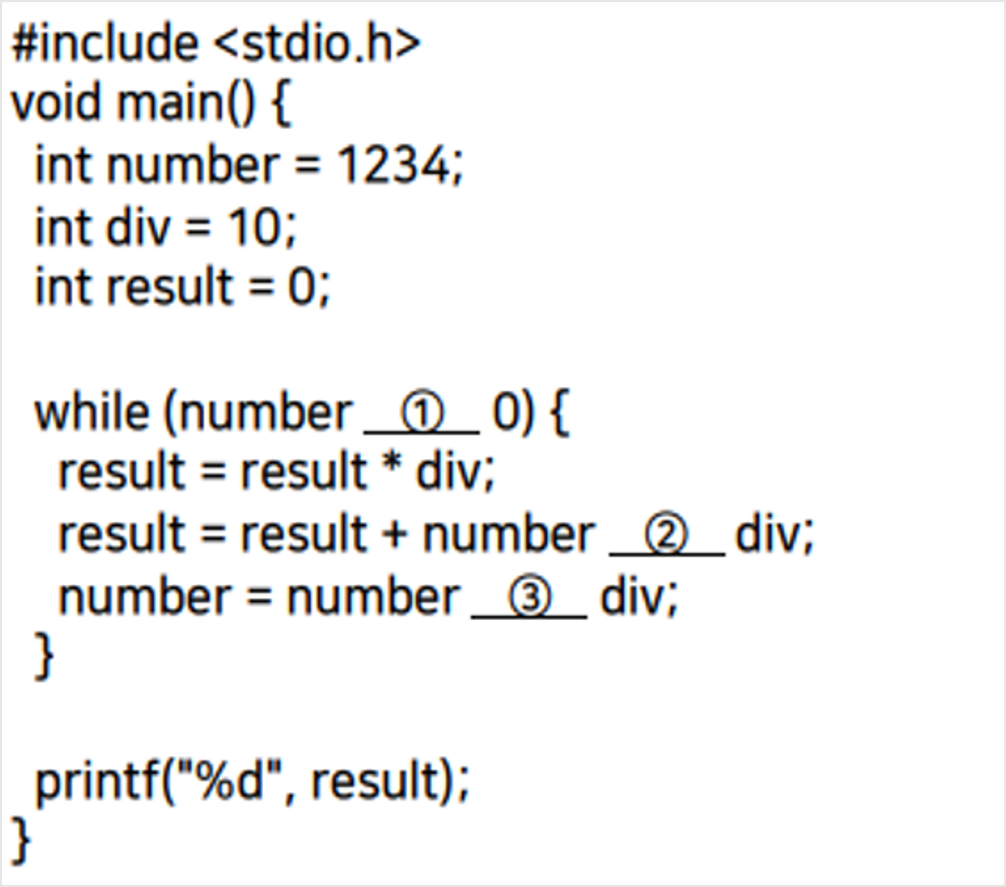 #include <stdio.h>
void main() {
int number = 1234;
int div = 10;
int result = 0;
while (number __①__ 0) {
result = result * div;
result = result + number __②__ div;
number = number __③__ div;
}
printf("%d", result);
}